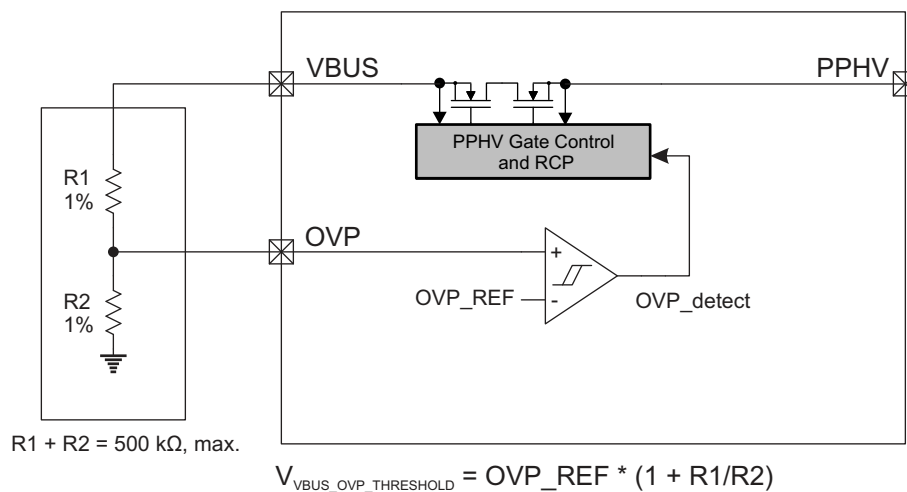 VBUS
PPHV
PPHV Gate Control
and RCP
R1
1%
OVP
+
R2
1%
OVP_REF
-
OVP_detect
R1 + R2 = 500 kΩ, max.
V_VBUS_OVP_THRESHOLD = OVP_REF * (1 + R1/R2)